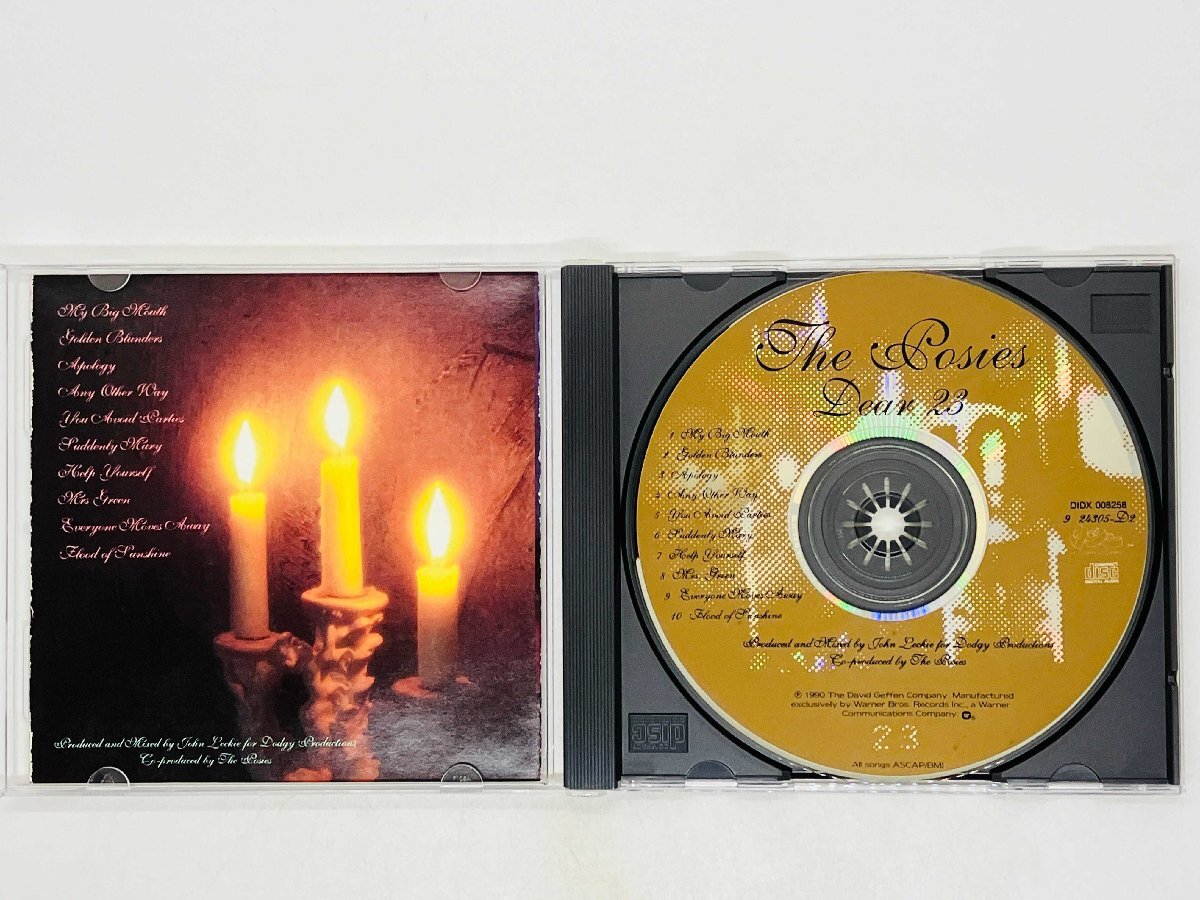 My Big Mouth
Golden Blunders
Apology
Any Other Way
You Avoid Parties
Suddenly Mary
Help Yourself
Mrs Green
Everyone Moves Away
Flood of Sunshine
Produced and Mixed by John Leckie for Dodgy Productions
Co-produced by The Posies
The Posies
Dear 23
1 My Big Mouth
2 Golden Blunders
3 Apology
4 Any Other Way
5 You Avoid Parties
6 Suddenly Mary
7 Help Yourself
8 Mrs. Green
9 Everyone Moves Away
10 Flood of Sunshine
DIDX 008258
9 24305-D2
COMPACT
disc
DIGITAL AUDIO
Produced and Mixed by John Leckie for Dodgy Productions
Co-produced by The Posies
℗ 1990 The David Geffen Company. Manufactured
exclusively by Warner Bros. Records Inc., a Warner
Communications Company
23
All songs ASCAP/BMI
disc